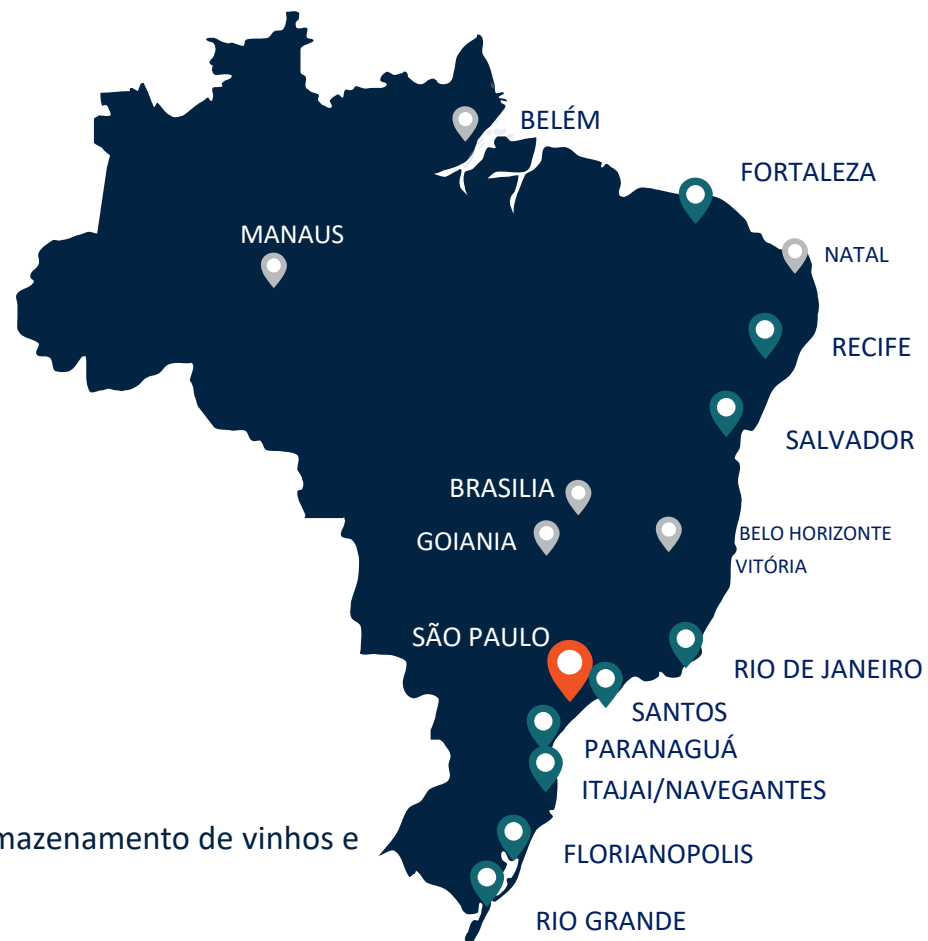 BELÉM
FORTALEZA
MANAUS
NATAL
RECIFE
SALVADOR
BRASILIA
GOIANIA
BELO HORIZONTE
VITÓRIA
SÃO PAULO
RIO DE JANEIRO
SANTOS
PARANAGUÁ
ITAJAI/NAVEGANTES
de vinhos e
FLORIANOPOLIS
RIO GRANDE